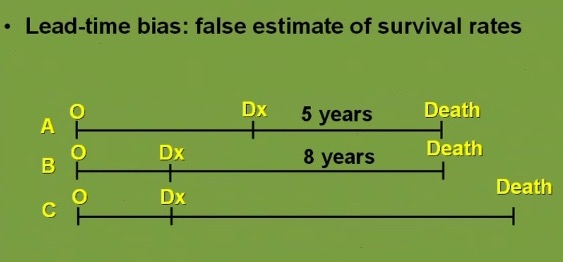 • Lead-time bias: false estimate of survival rates
A O Dx 5 years Death
B O Dx 8 years Death
C O Dx Death